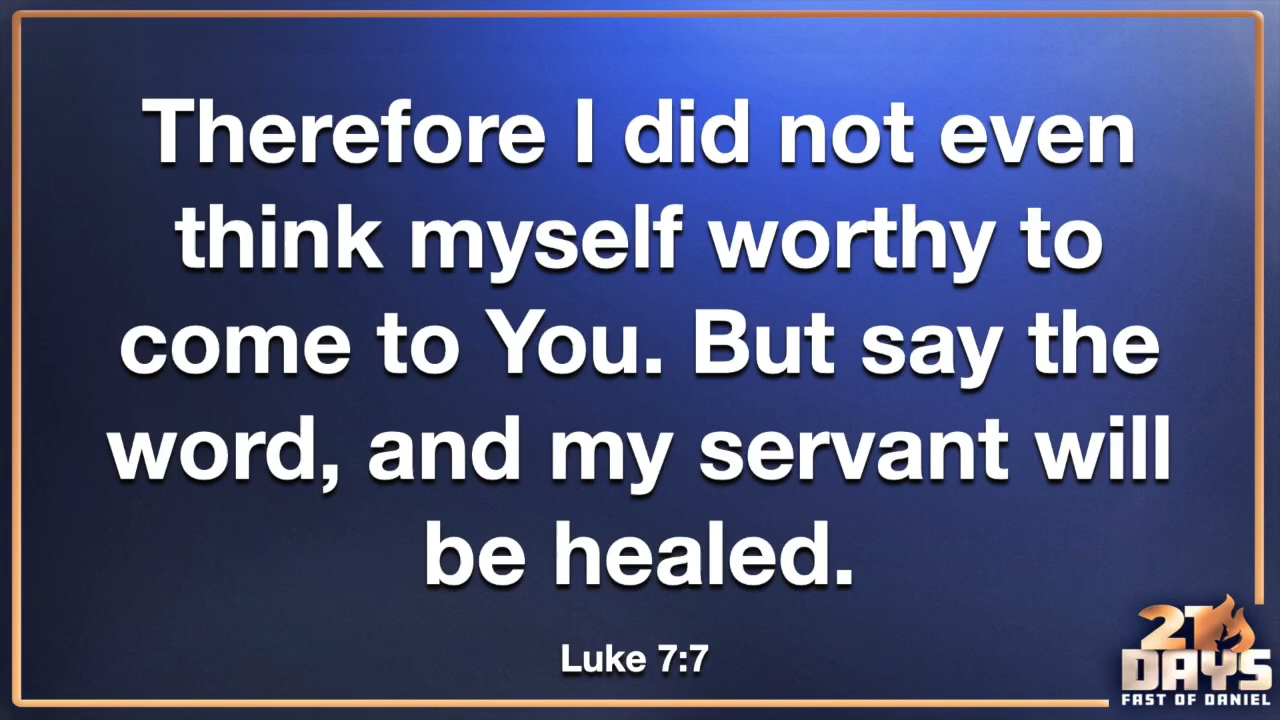 Therefore I did not even
think myself worthy to
come to You. But say the
word, and my servant will
be healed.
Luke 7:7
21
DAYS
FAST OF DANIEL